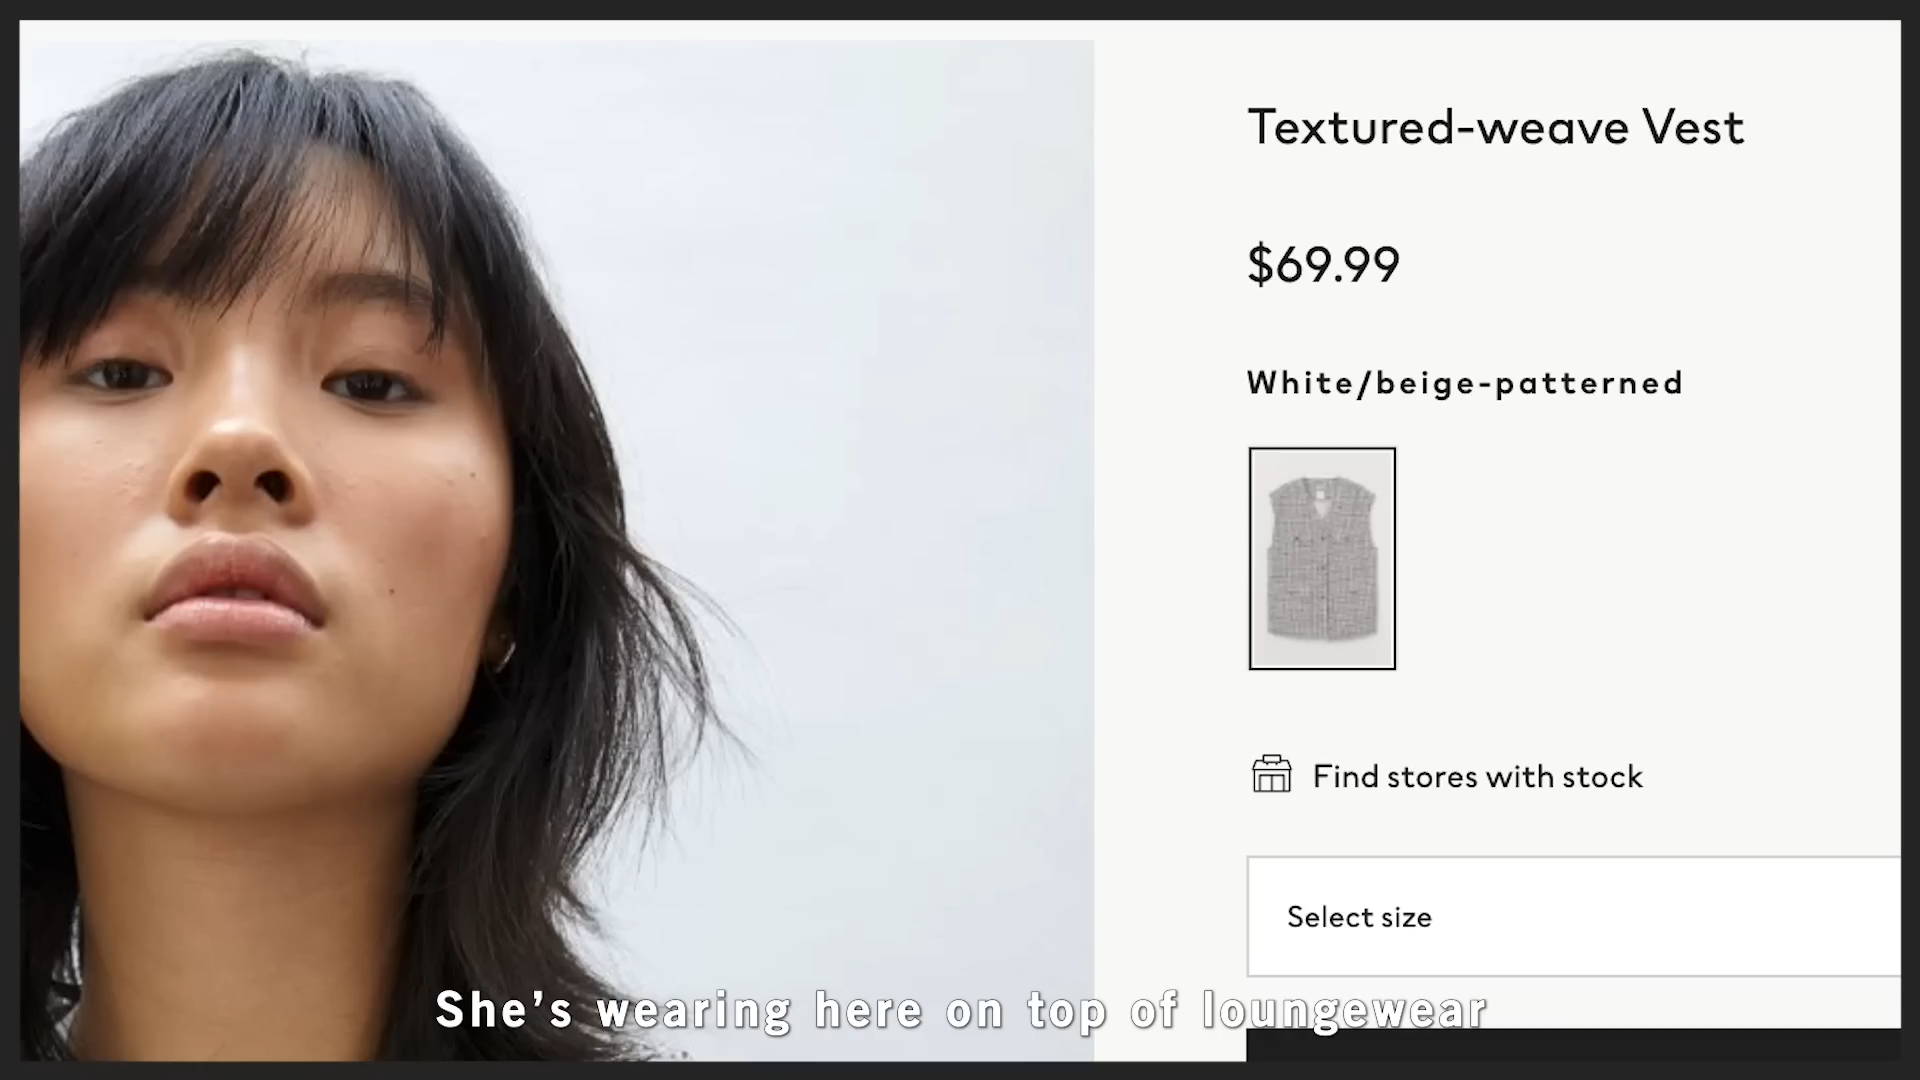 Textured-weave Vest
$69.99
White/beige-patterned
Find stores with stock
Select size
She's wearing here on top of loungewear